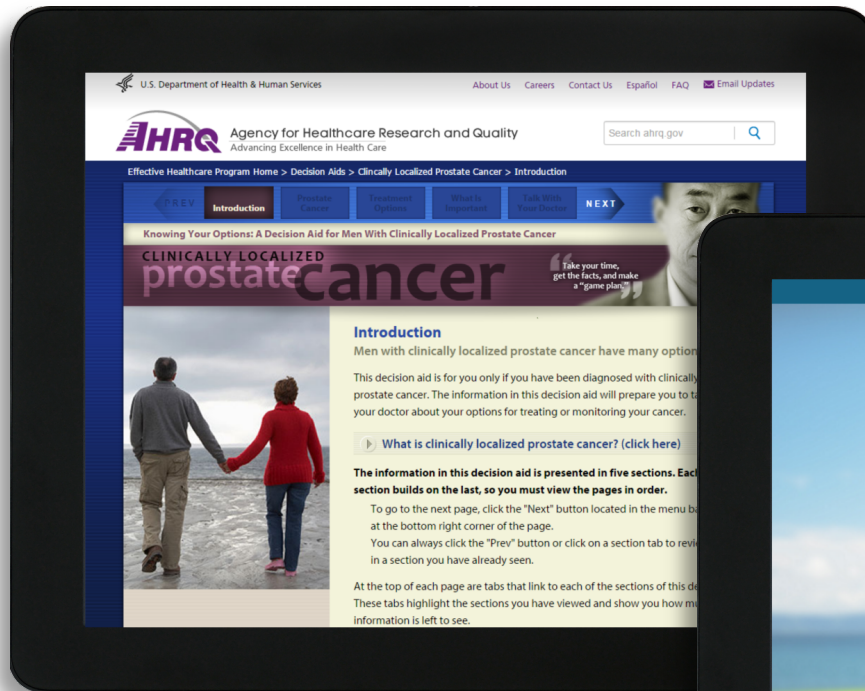 U.S. Department of Health & Human Services
About Us Careers Contact Us Español FAQ Email Updates
AHRQ
Agency for Healthcare Research and Quality
Advancing Excellence in Health Care
Search ahrq.gov
Effective Healthcare Program Home > Decision Aids > Clincally Localized Prostate Cancer > Introduction
PREV
Introduction
Prostate
Cancer
Treatment
Options
What Is
Important
Talk With
Your Doctor
NEXT
Knowing Your Options: A Decision Aid for Men With Clinically Localized Prostate Cancer
CLINICALLY LOCALIZED
prostate cancer
“Take your time,
get the facts, and make
a “game plan.””
Introduction
Men with clinically localized prostate cancer have many option
This decision aid is for you only if you have been diagnosed with clinically
prostate cancer. The information in this decision aid will prepare you to ta
your doctor about your options for treating or monitoring your cancer.
What is clinically localized prostate cancer? (click here)
The information in this decision aid is presented in five sections. Each
section builds on the last, so you must view the pages in order.
To go to the next page, click the "Next" button located in the menu ba
at the bottom right corner of the page.
You can always click the "Prev" button or click on a section tab to revie
in a section you have already seen.
At the top of each page are tabs that link to each of the sections of this de
These tabs highlight the sections you have viewed and show you how mu
information is left to see.